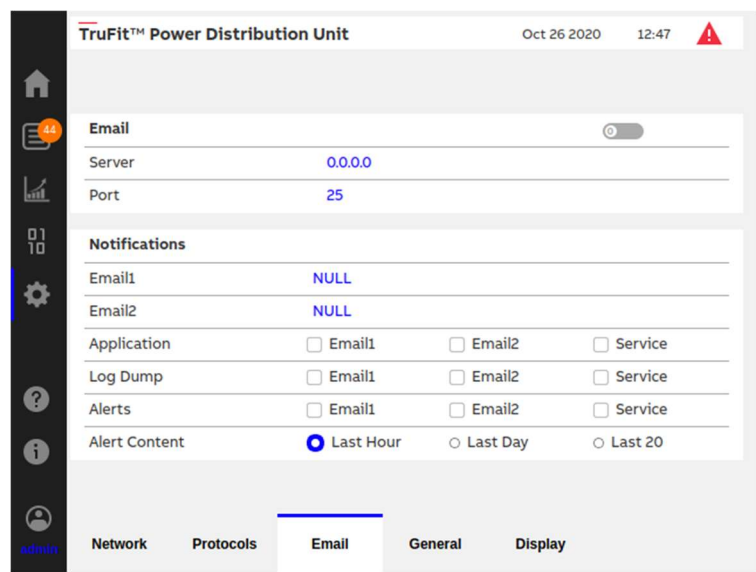 TruFit™ Power Distribution Unit Oct 26 2020 12:47
44
Email
Server 0.0.0.0
Port 25
Notifications
Email1 NULL
Email2 NULL
Application Email1 Email2 Service
Log Dump Email1 Email2 Service
Alerts Email1 Email2 Service
Alert Content Last Hour Last Day Last 20
admin
Network Protocols Email General Display